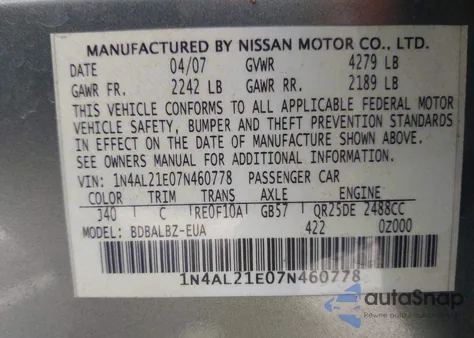 MANUFACTURED BY NISSAN MOTOR CO., LTD.
DATE 04/07 GVWR 4279 LB
GAWR FR. 2242 LB GAWR RR. 2189 LB
THIS VEHICLE CONFORMS TO ALL APPLICABLE FEDERAL MOTOR
VEHICLE SAFETY, BUMPER AND THEFT PREVENTION STANDARDS
IN EFFECT ON THE DATE OF MANUFACTURE SHOWN ABOVE.
SEE OWNERS MANUAL FOR ADDITIONAL INFORMATION.
VIN: 1N4AL21E07N460778 PASSENGER CAR
COLOR TRIM TRANS AXLE ENGINE
J40 C RE0F10A GB57 QR25DE 2488CC
MODEL: BDBALBZ-EUA 422 0Z000
1N4AL21E07N460778
autoSnap
Pewne auto z USA